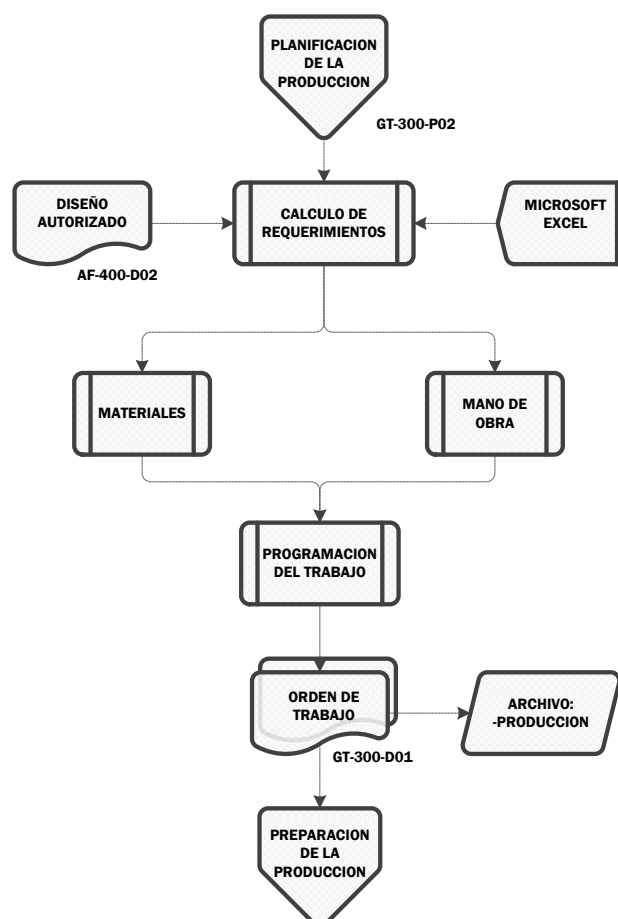 PLANIFICACION
DE LA
PRODUCCION
GT-300-P02
DISEÑO
AUTORIZADO
AF-400-D02
CALCULO DE
REQUERIMIENTOS
MICROSOFT
EXCEL
MATERIALES
MANO DE
OBRA
PROGRAMACION
DEL TRABAJO
ORDEN DE
TRABAJO
GT-300-D01
ARCHIVO:
-PRODUCCION
PREPARACION
DE LA
PRODUCCION